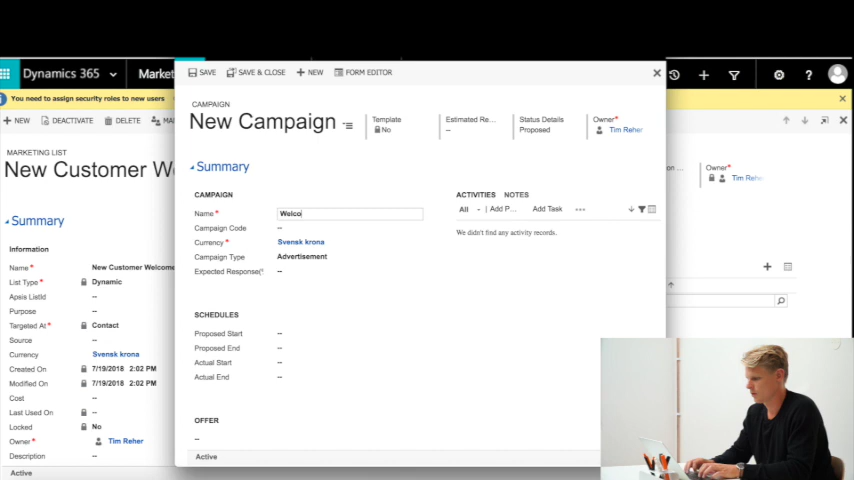 Dynamics 365
Market
You need to assign security roles to new users
NEW
DEACTIVATE
DELETE
MARKETING LIST
New Customer W
Summary
Information
Name* New Customer Welcome
List Type* Dynamic
Apsis ListId --
Purpose --
Targeted At* Contact
Source --
Currency Svensk krona
Created On 7/19/2018 2:02 PM
Modified On 7/19/2018 2:02 PM
Cost --
Last Used On --
Locked No
Owner* Tim Reher
Description --
Active
SAVE
SAVE & CLOSE
NEW
FORM EDITOR
CAMPAIGN
New Campaign
Template
No
Estimated Re...
--
Status Details
Proposed
Owner*
Tim Reher
Summary
CAMPAIGN
Name* Welco
Campaign Code --
Currency* Svensk krona
Campaign Type Advertisement
Expected Response(% --
SCHEDULES
Proposed Start --
Proposed End --
Actual Start --
Actual End --
OFFER
--
Active
ACTIVITIES NOTES
All - | Add P... Add Task
We didn't find any activity records.
on ...
Owner*
Tim Rehe